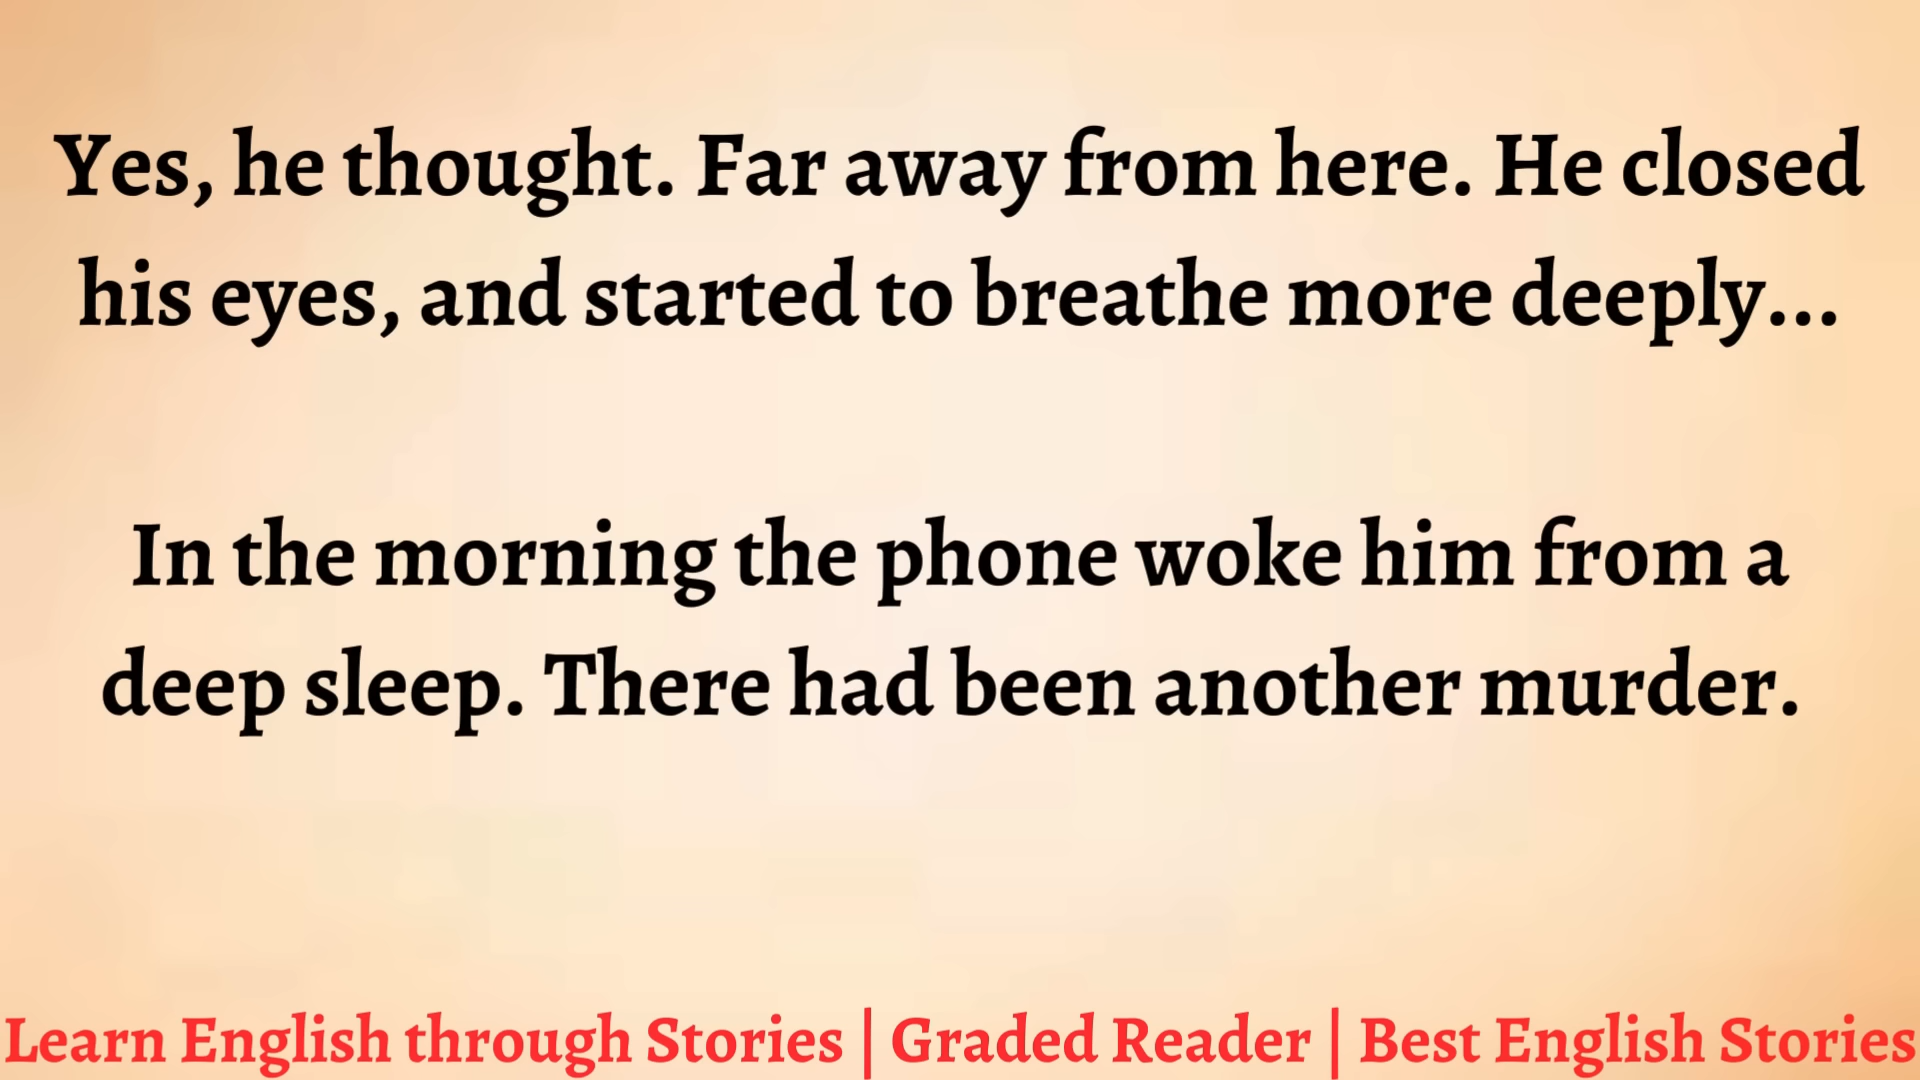 Yes, he thought. Far away from here. He closed
his eyes, and started to breathe more deeply...
In the morning the phone woke him from a
deep sleep. There had been another murder.
Learn English through Stories | Graded Reader | Best English Stories